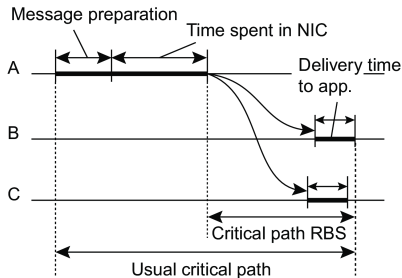 Message preparation
Time spent in NIC
A
Delivery time
to app.
B
C
Critical path RBS
Usual critical path